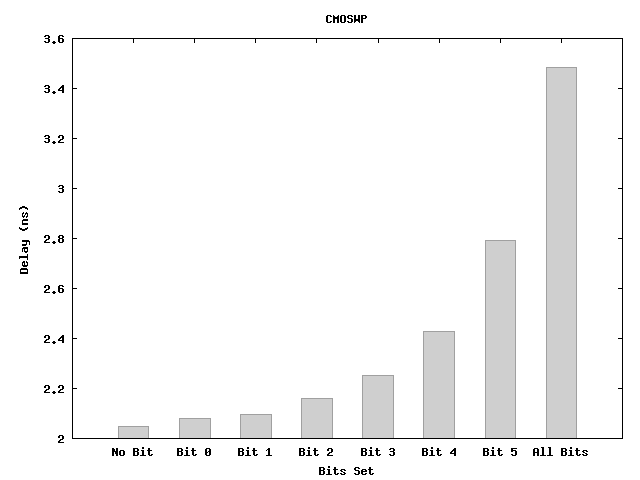 CMOSWP
3.6
3.4
3.2
3
2.8
2.6
2.4
2.2
2
Delay (ns)
No Bit Bit 0 Bit 1 Bit 2 Bit 3 Bit 4 Bit 5 All Bits
Bits Set